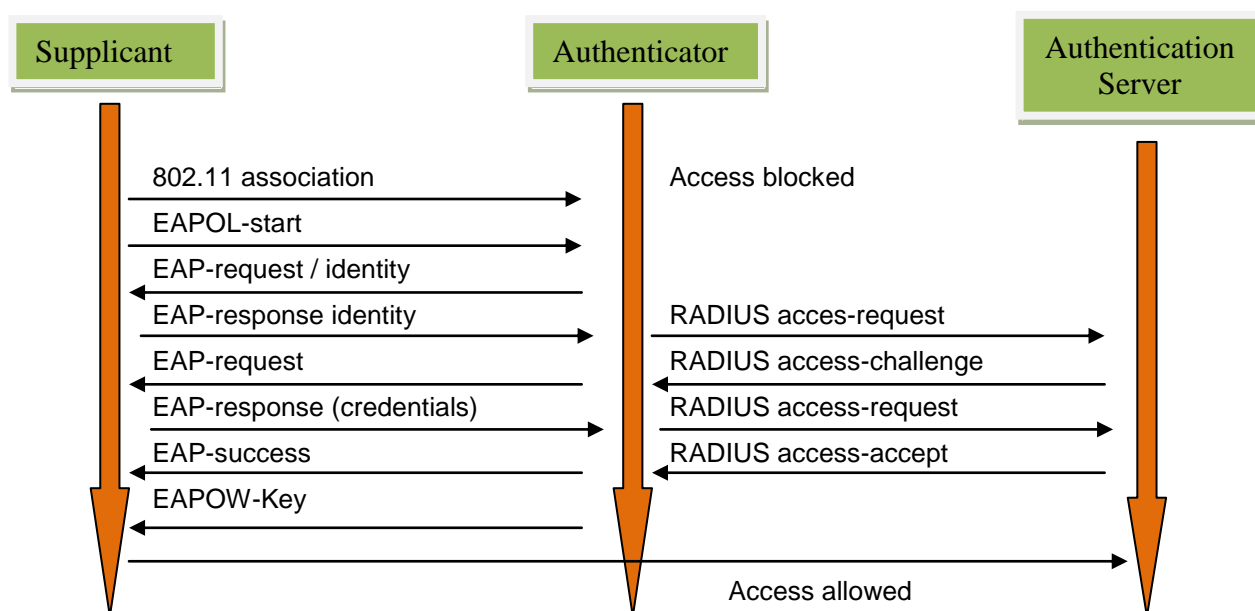 Supplicant
Authenticator
Authentication
Server
802.11 association
Access blocked
EAPOL-start
EAP-request / identity
EAP-response identity
RADIUS acces-request
EAP-request
RADIUS access-challenge
EAP-response (credentials)
RADIUS access-request
EAP-success
RADIUS access-accept
EAPOW-Key
Access allowed